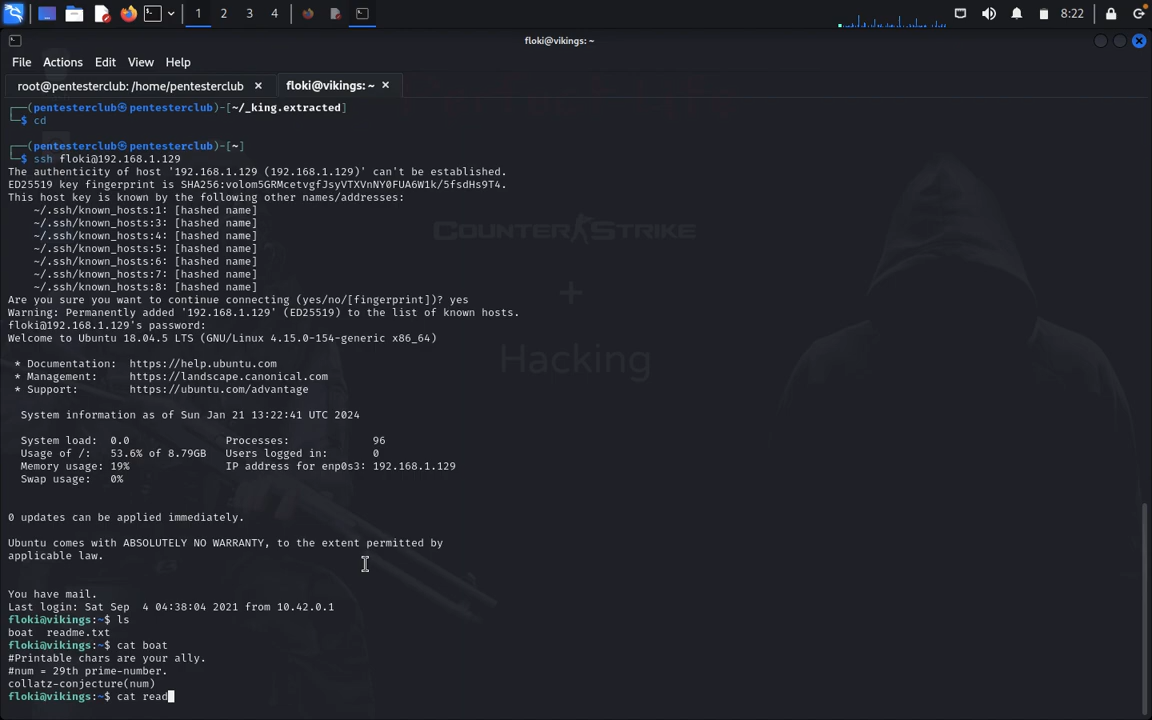 1 2 3 4 8:22
floki@vikings: ~
File Actions Edit View Help
root@pentesterclub: /home/pentesterclub × floki@vikings: ~ ×
┌──(pentesterclub㉿pentesterclub)-[~/_king.extracted]
└─$ cd
┌──(pentesterclub㉿pentesterclub)-[~]
└─$ ssh floki@192.168.1.129
The authenticity of host '192.168.1.129 (192.168.1.129)' can't be established.
ED25519 key fingerprint is SHA256:volom5GRMcetvgfJsyVTXVnNY0FUA6W1k/5fsdHs9T4.
This host key is known by the following other names/addresses:
~/.ssh/known_hosts:1: [hashed name]
~/.ssh/known_hosts:3: [hashed name]
~/.ssh/known_hosts:4: [hashed name]
~/.ssh/known_hosts:5: [hashed name]
~/.ssh/known_hosts:6: [hashed name]
~/.ssh/known_hosts:7: [hashed name]
~/.ssh/known_hosts:8: [hashed name]
Are you sure you want to continue connecting (yes/no/[fingerprint])? yes
Warning: Permanently added '192.168.1.129' (ED25519) to the list of known hosts.
floki@192.168.1.129's password:
Welcome to Ubuntu 18.04.5 LTS (GNU/Linux 4.15.0-154-generic x86_64)
* Documentation: https://help.ubuntu.com
* Management: https://landscape.canonical.com
* Support: https://ubuntu.com/advantage
System information as of Sun Jan 21 13:22:41 UTC 2024
System load: 0.0 Processes: 96
Usage of /: 53.6% of 8.79GB Users logged in: 0
Memory usage: 19% IP address for enp0s3: 192.168.1.129
Swap usage: 0%
0 updates can be applied immediately.
Ubuntu comes with ABSOLUTELY NO WARRANTY, to the extent permitted by
applicable law.
You have mail.
Last login: Sat Sep 4 04:38:04 2021 from 10.42.0.1
floki@vikings:~$ ls
boat readme.txt
floki@vikings:~$ cat boat
#Printable chars are your ally.
#num = 29th prime-number.
collatz-conjecture(num)
floki@vikings:~$ cat read
COUNTER STRIKE
+
Hacking